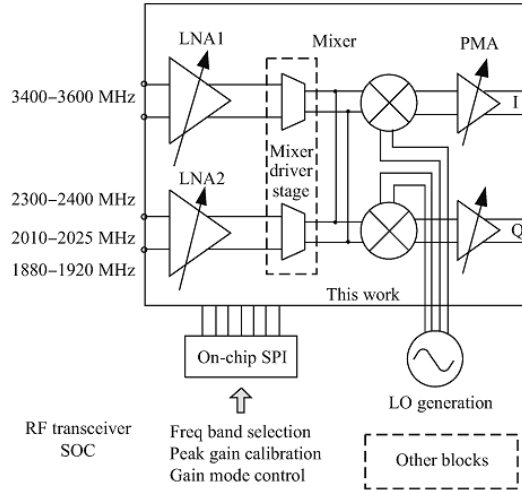 LNA1
Mixer
PMA
3400–3600 MHz
I
Mixer
driver
stage
LNA2
2300–2400 MHz
2010–2025 MHz
1880–1920 MHz
Q
This work
On-chip SPI
LO generation
RF transceiver
SOC
Freq band selection
Peak gain calibration
Gain mode control
Other blocks